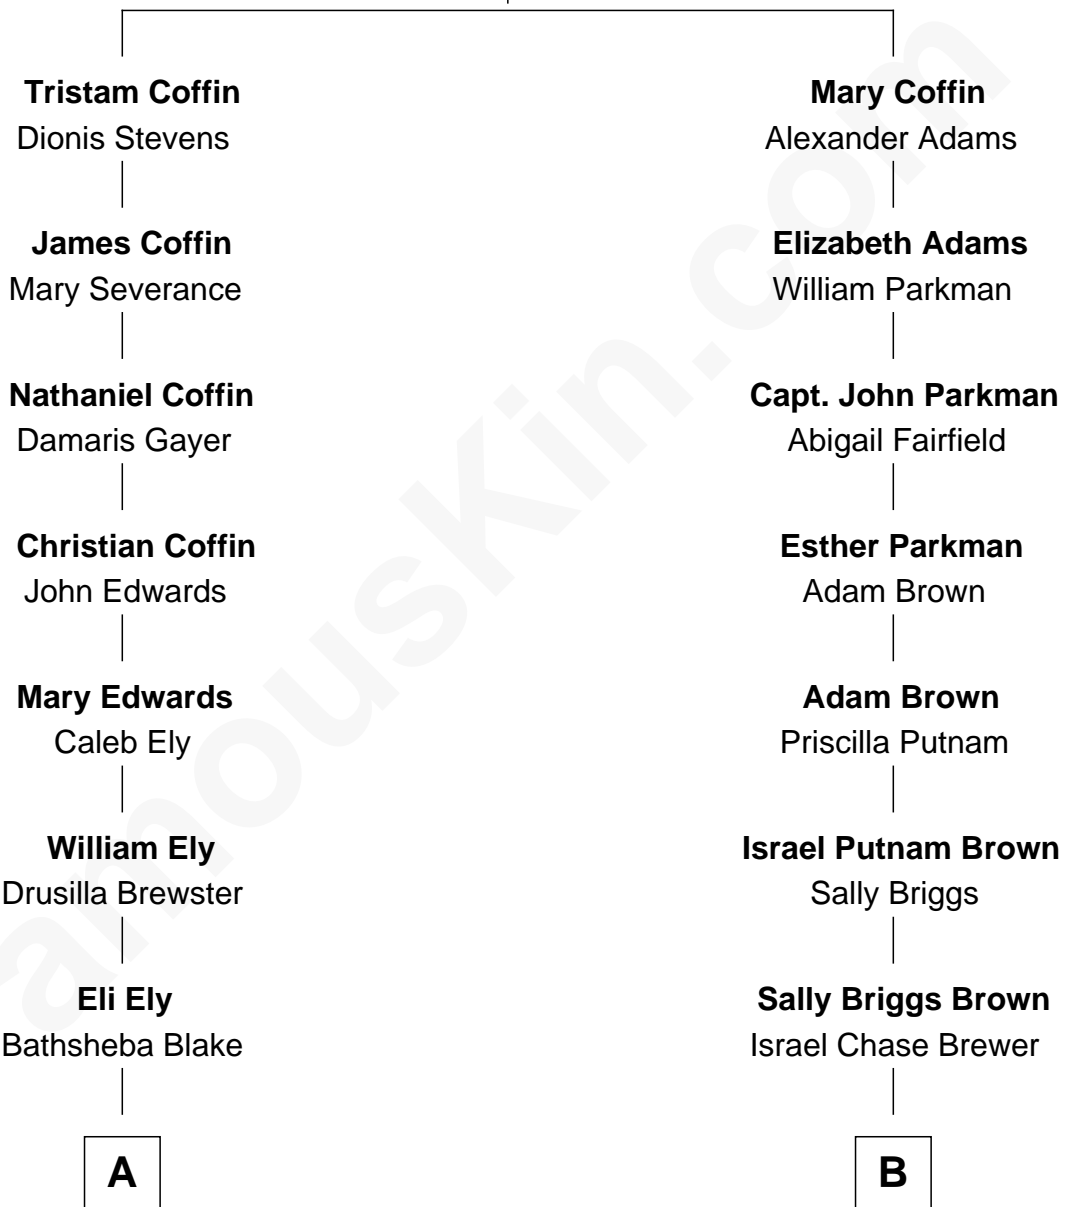 Tristam Coffin
Dionis Stevens
James Coffin
Mary Severance
Nathaniel Coffin
Damaris Gayer
Christian Coffin
John Edwards
Mary Edwards
Caleb Ely
William Ely
Drusilla Brewster
Eli Ely
Bathsheba Blake
A
Mary Coffin
Alexander Adams
Elizabeth Adams
William Parkman
Capt. John Parkman
Abigail Fairfield
Esther Parkman
Adam Brown
Adam Brown
Priscilla Putnam
Israel Putnam Brown
Sally Briggs
Sally Briggs Brown
Israel Chase Brewer
B
amouskin.com